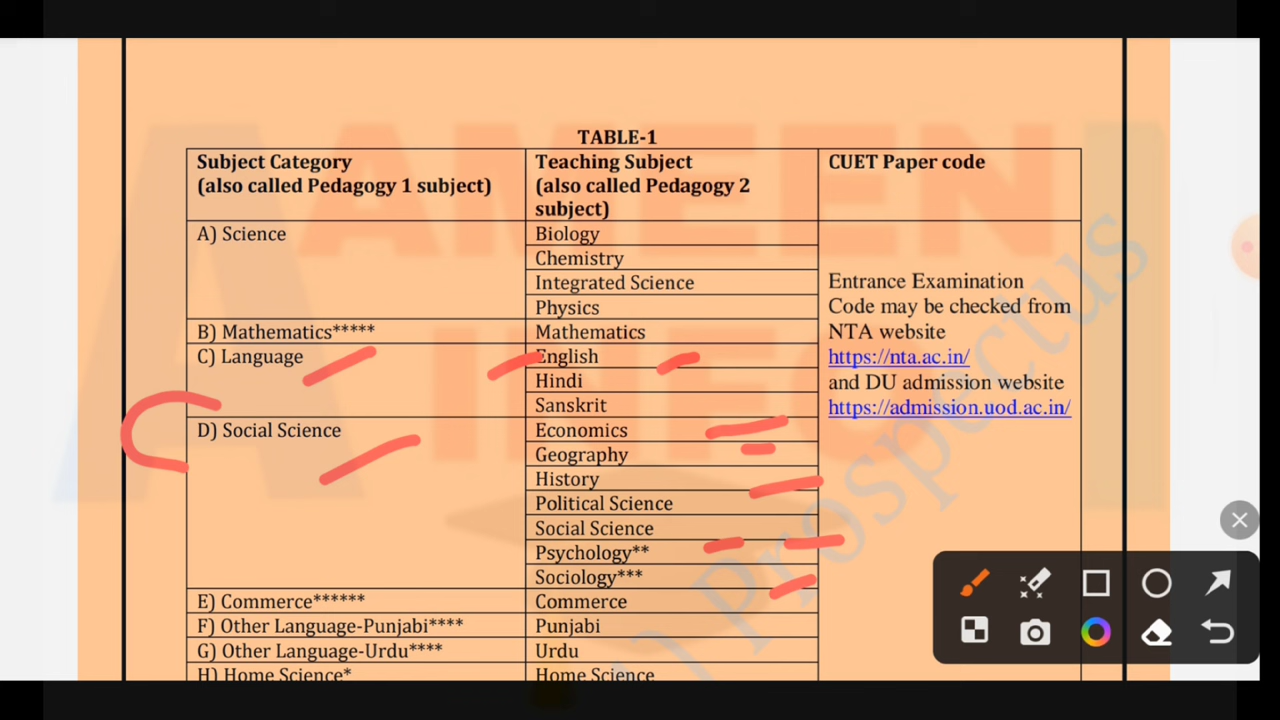 TABLE-1
Subject Category
(also called Pedagogy 1 subject)
Teaching Subject
(also called Pedagogy 2
subject)
CUET Paper code
A) Science
Biology
Chemistry
Integrated Science
Physics
B) Mathematics*****
Mathematics
C) Language
English
Hindi
Sanskrit
D) Social Science
Economics
Geography
History
Political Science
Social Science
Psychology**
Sociology***
E) Commerce******
Commerce
F) Other Language-Punjabi****
Punjabi
G) Other Language-Urdu****
Urdu
H) Home Science*
Home Science
Entrance Examination
Code may be checked from
NTA website
https://nta.ac.in/
and DU admission website
https://admission.uod.ac.in/
AMEEN
INFO
Prospectus